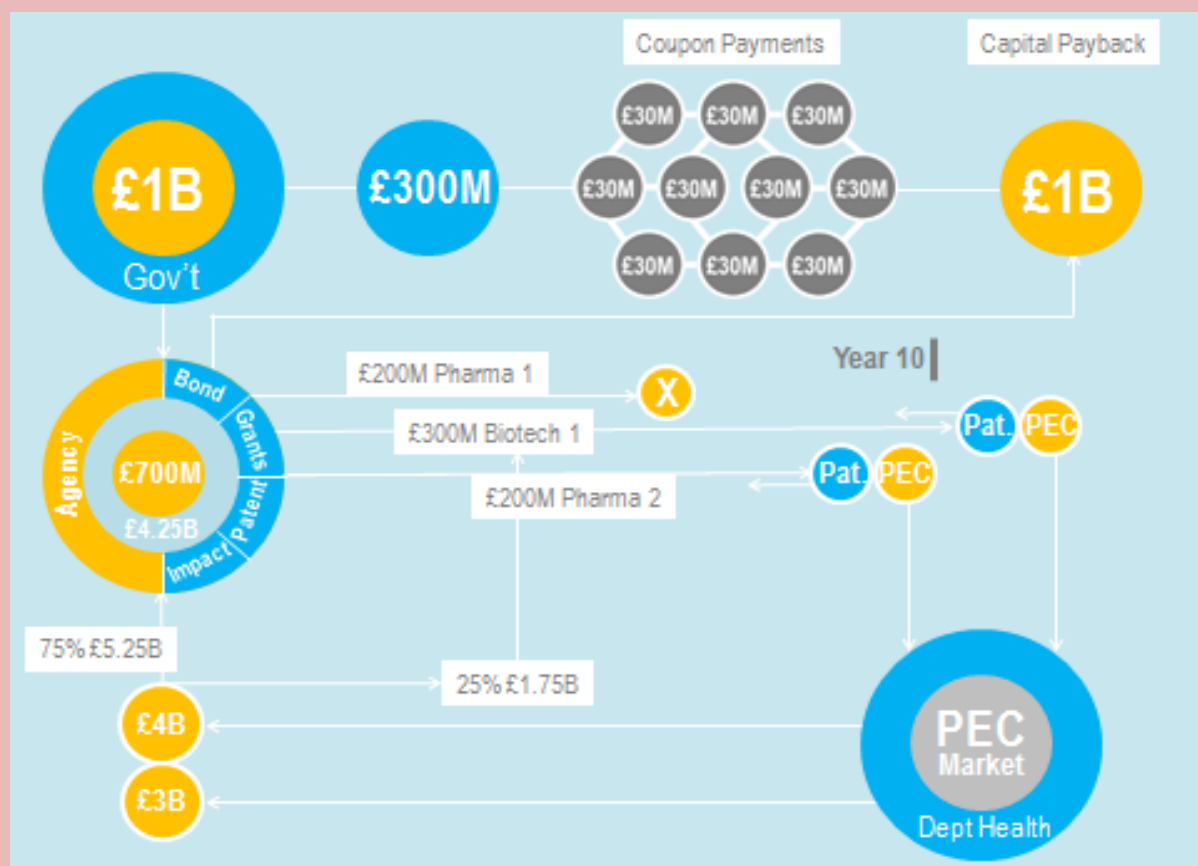 Coupon Payments
Capital Payback
£30M £30M £30M
£1B
£300M
£30M £30M £30M £30M
£1B
Gov't
£30M £30M £30M
Year 10
£200M Pharma 1
X
Bond
Grants
Patent
Impact
Agency
£300M Biotech 1
Pat. PEC
£700M
Pat. PEC
£200M Pharma 2
£4.25B
75% £5.25B
25% £1.75B
£4B
PEC
Market
£3B
Dept Health